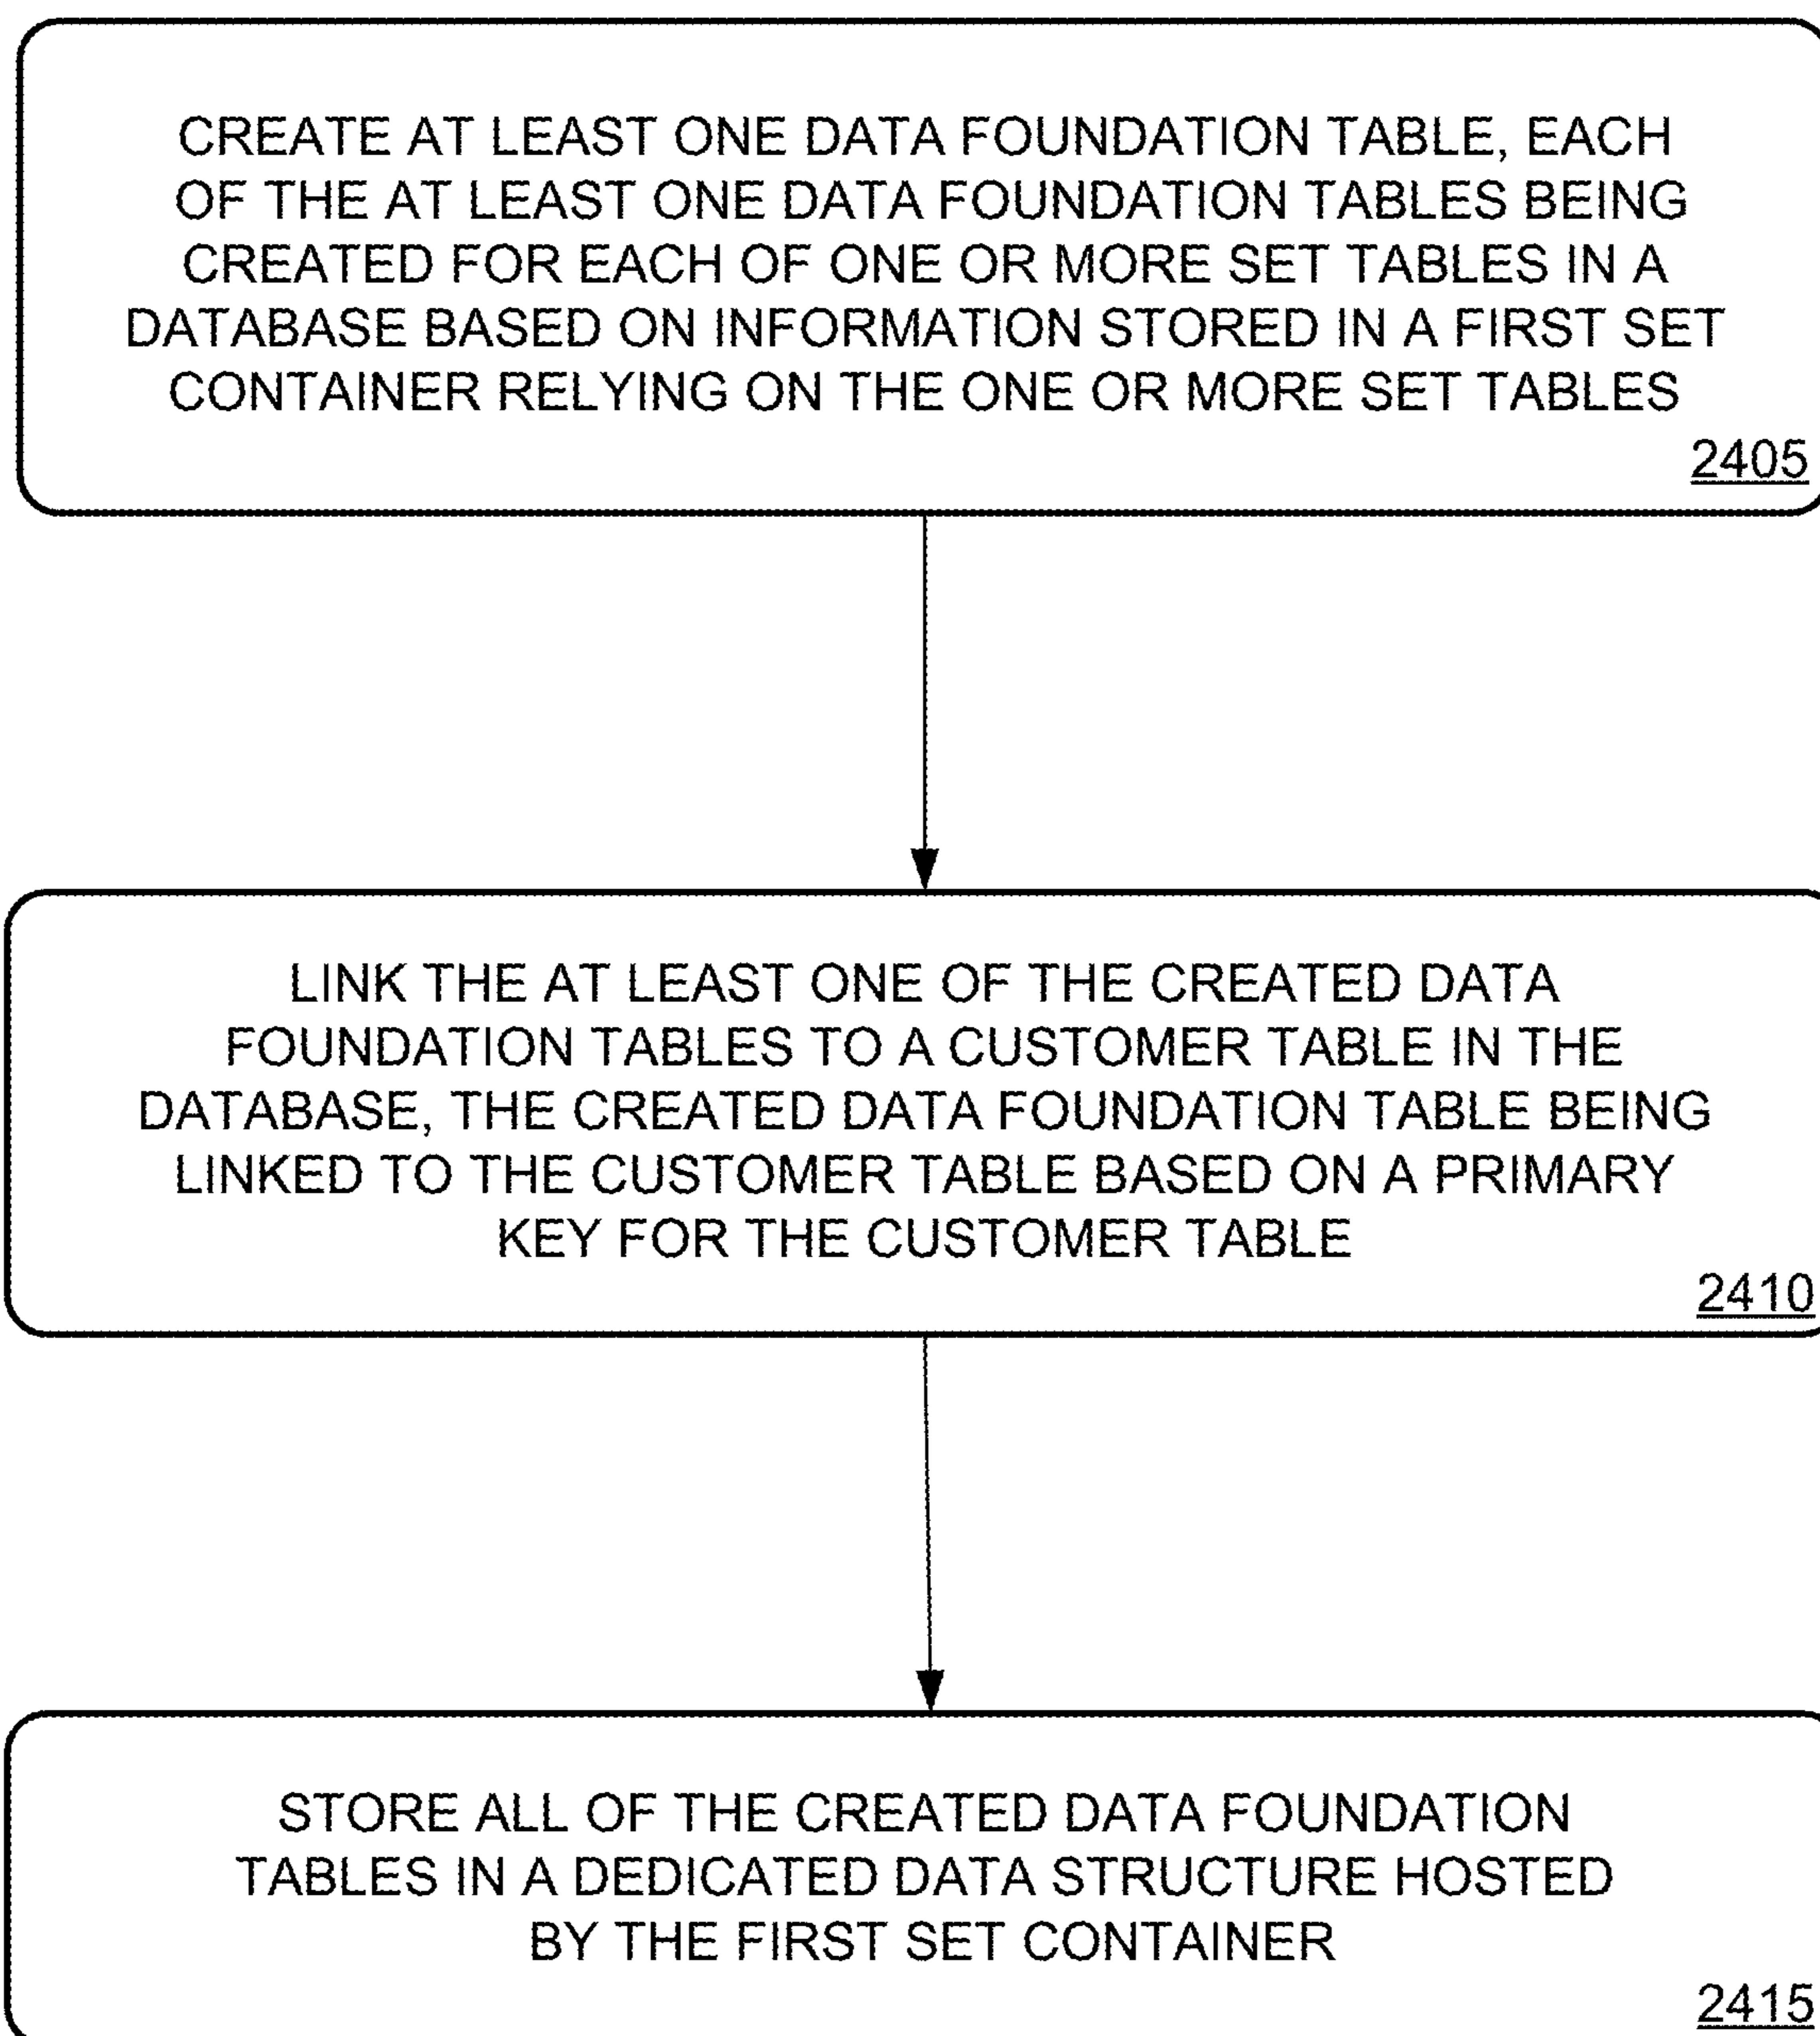 CREATE AT LEAST ONE DATA FOUNDATION TABLE, EACH
OF THE AT LEAST ONE DATA FOUNDATION TABLES BEING
CREATED FOR EACH OF ONE OR MORE SET TABLES IN A
DATABASE BASED ON INFORMATION STORED IN A FIRST SET
CONTAINER RELYING ON THE ONE OR MORE SET TABLES
2405
LINK THE AT LEAST ONE OF THE CREATED DATA
FOUNDATION TABLES TO A CUSTOMER TABLE IN THE
DATABASE, THE CREATED DATA FOUNDATION TABLE BEING
LINKED TO THE CUSTOMER TABLE BASED ON A PRIMARY
KEY FOR THE CUSTOMER TABLE
2410
STORE ALL OF THE CREATED DATA FOUNDATION
TABLES IN A DEDICATED DATA STRUCTURE HOSTED
BY THE FIRST SET CONTAINER
2415